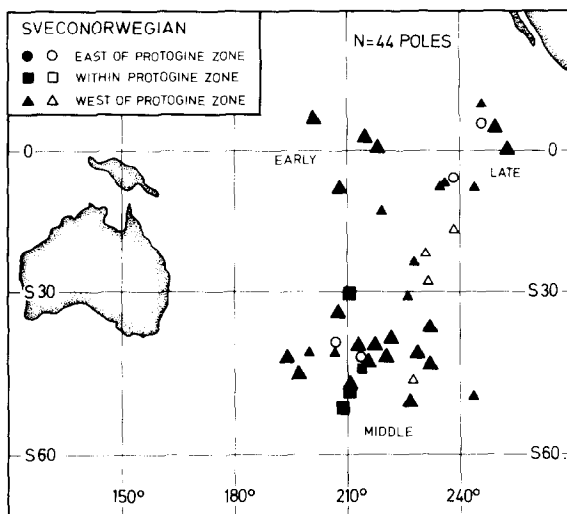 SVECONORWEGIAN
EAST OF PROTOGINE ZONE
WITHIN PROTOGINE ZONE
WEST OF PROTOGINE ZONE
N=44 POLES
EARLY
LATE
0 0
S30 S30
MIDDLE
S60 S60
150° 180° 210° 240°